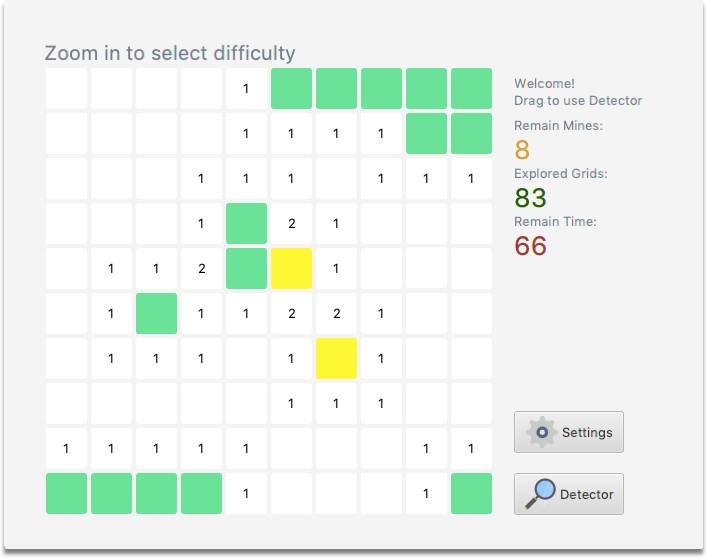 Zoom in to select difficulty
1
1 1 1 1
1 1 1 1 1 1
1 2 1
1 1 2 1
1 1 1 2 2 1
1 1 1 1 1
1 1 1
1 1 1 1 1 1 1
1 1
Welcome!
Drag to use Detector
Remain Mines:
8
Explored Grids:
83
Remain Time:
66
Settings
Detector